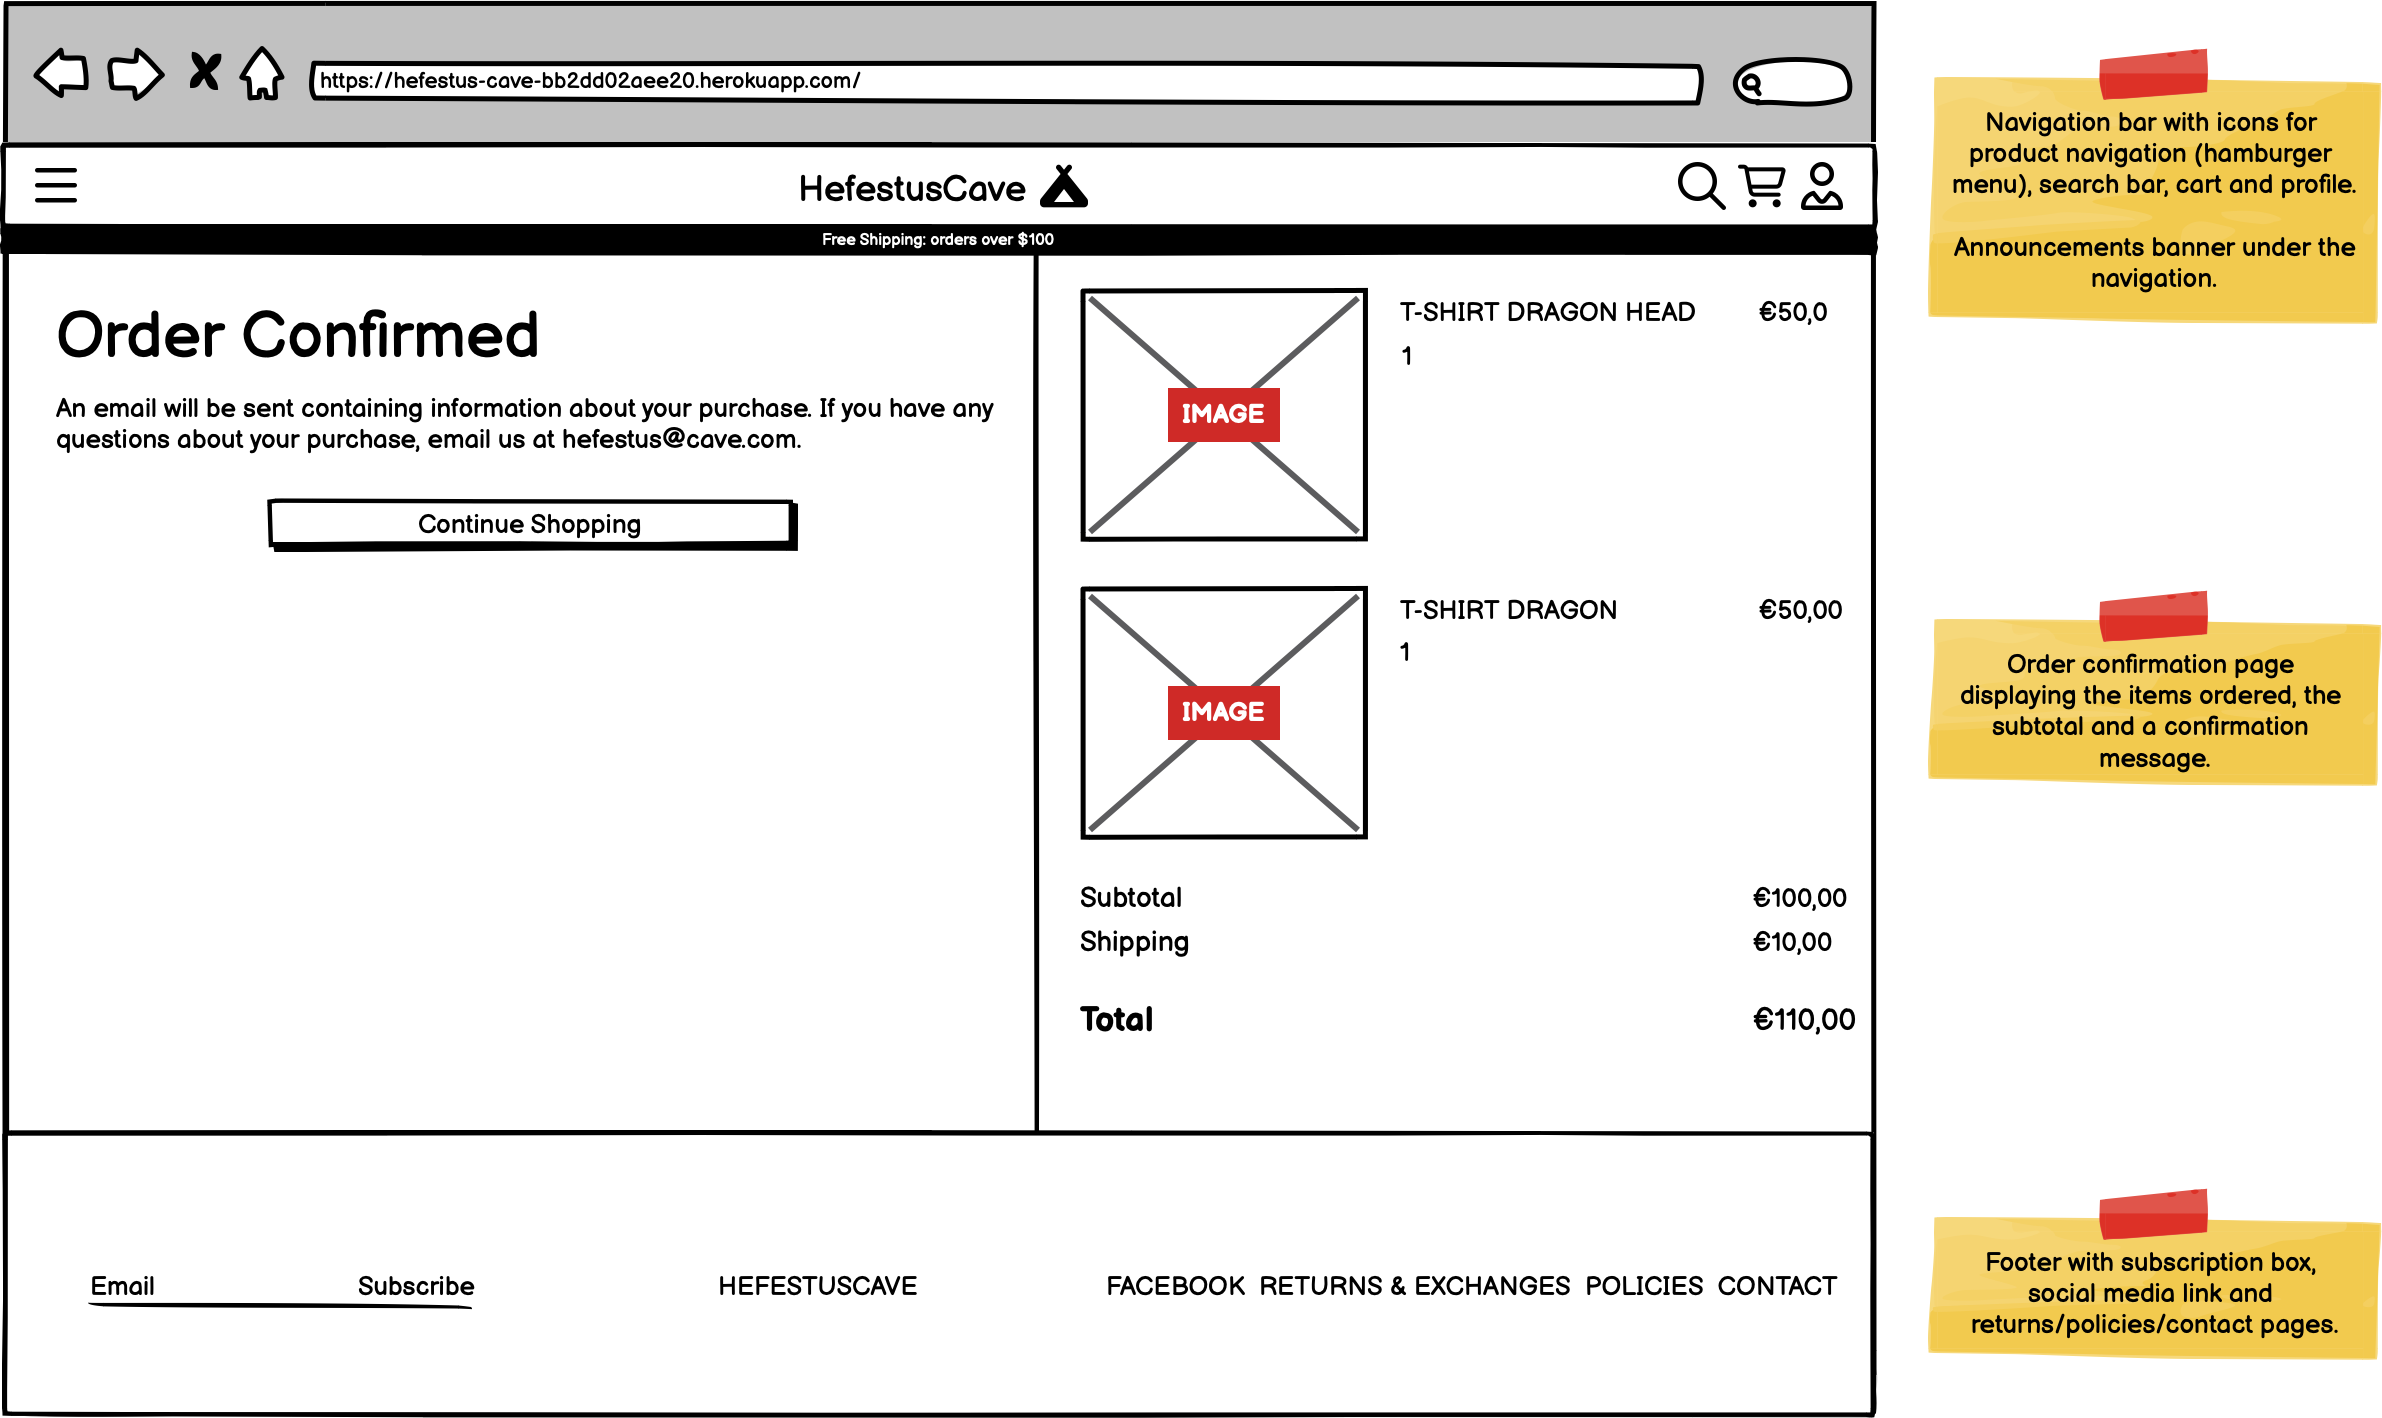 https://hefestus-cave-bb2dd02aee20.herokuapp.com/
HefestusCave
Free Shipping: orders over $100
Order Confirmed
An email will be sent containing information about your purchase. If you have any
questions about your purchase, email us at hefestus@cave.com.
Continue Shopping
IMAGE
T-SHIRT DRAGON HEAD €50,0
1
IMAGE
T-SHIRT DRAGON €50,00
1
Subtotal €100,00
Shipping €10,00
Total €110,00
Email Subscribe HEFESTUSCAVE FACEBOOK RETURNS & EXCHANGES POLICIES CONTACT
Navigation bar with icons for
product navigation (hamburger
menu), search bar, cart and profile.
Announcements banner under the
navigation.
Order confirmation page
displaying the items ordered, the
subtotal and a confirmation
message.
Footer with subscription box,
social media link and
returns/policies/contact pages.